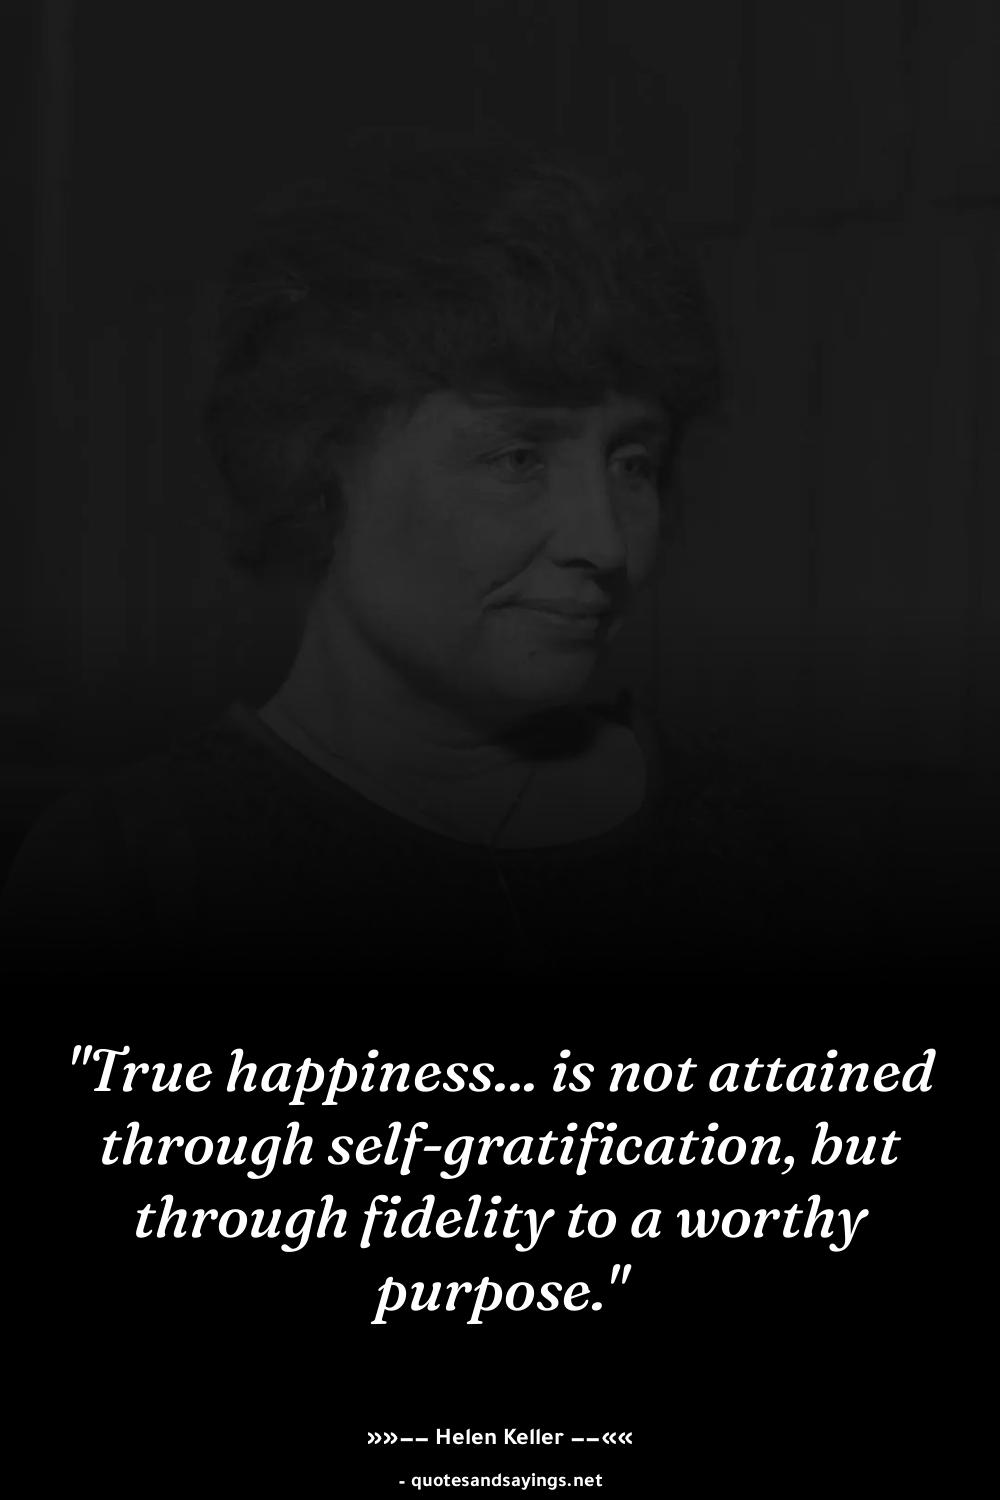 "True happiness... is not attained
through self-gratification, but
through fidelity to a worthy
purpose."
»»—— Helen Keller ——««
- quotesandsayings.net